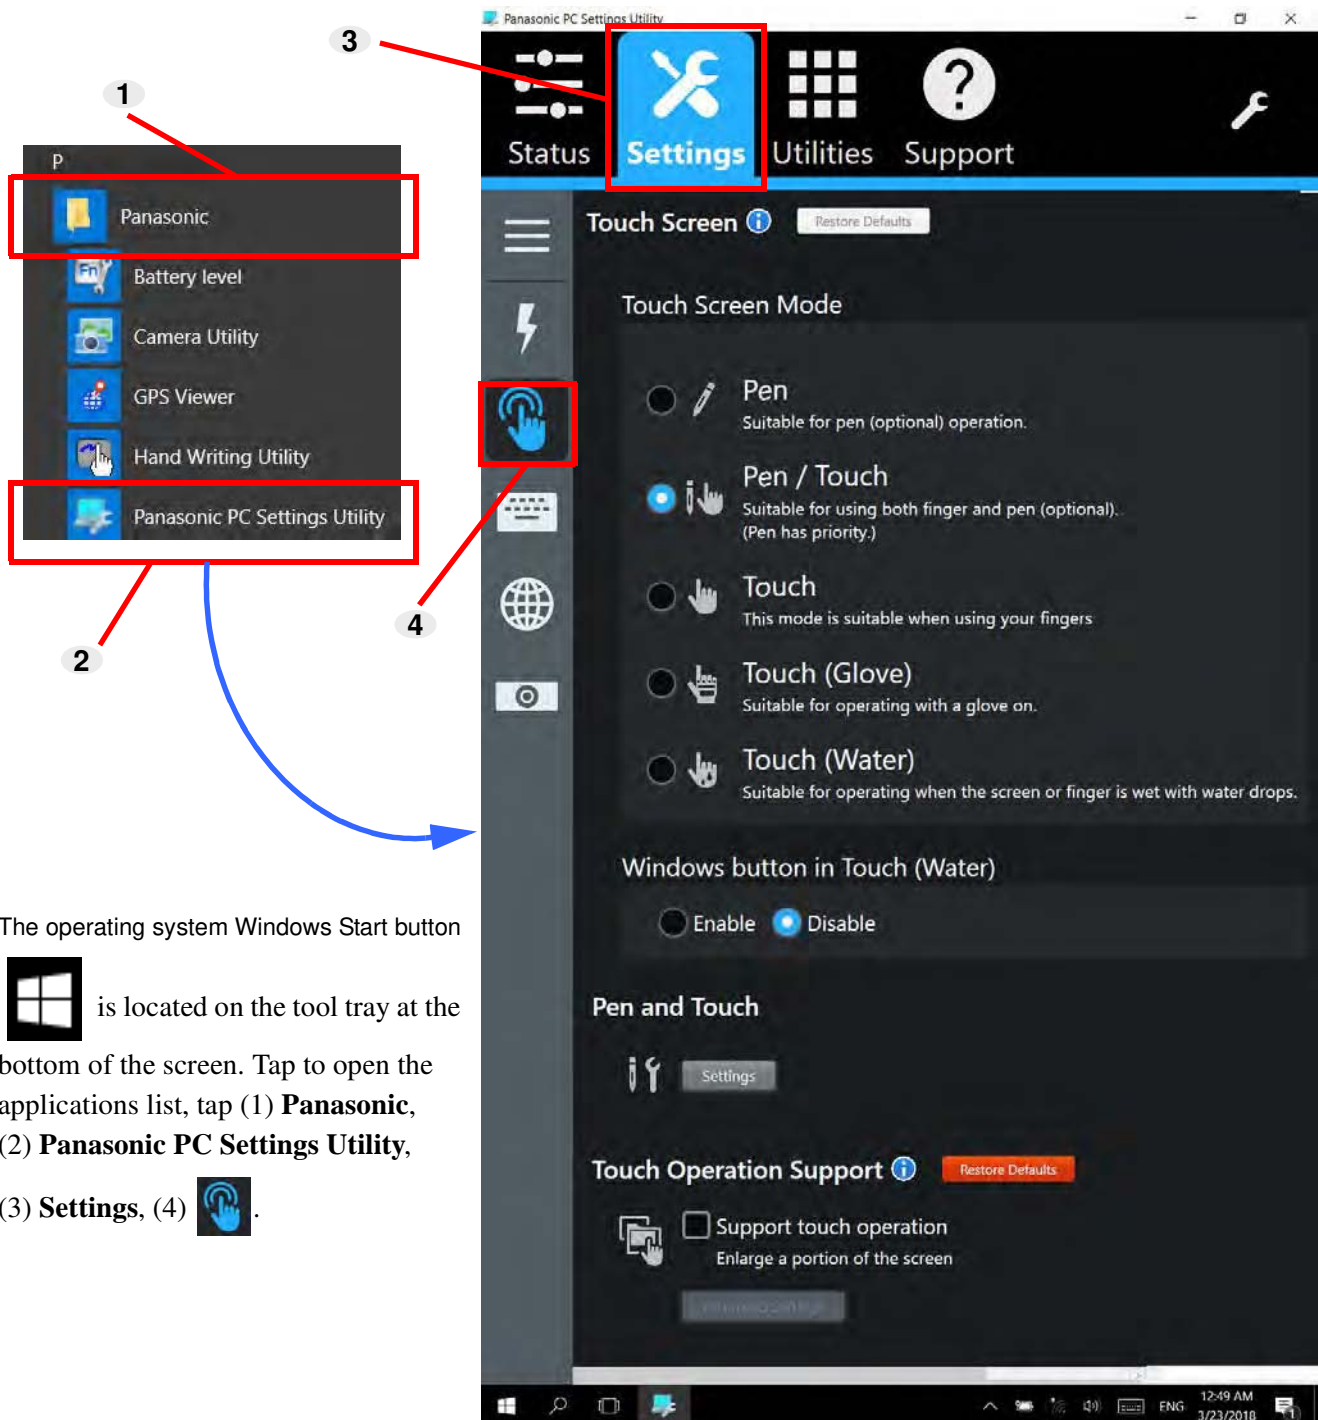 Panasonic PC Settings Utility
3
1
Status
Settings
Utilities
Support
P
Panasonic
Battery level
Camera Utility
GPS Viewer
Hand Writing Utility
Panasonic PC Settings Utility
2
4
Touch Screen
Restore Defaults
Touch Screen Mode
Pen
Suitable for pen (optional) operation.
Pen / Touch
Suitable for using both finger and pen (optional).
(Pen has priority.)
Touch
This mode is suitable when using your fingers
Touch (Glove)
Suitable for operating with a glove on.
Touch (Water)
Suitable for operating when the screen or finger is wet with water drops.
Windows button in Touch (Water)
Enable Disable
Pen and Touch
Settings
Touch Operation Support
Restore Defaults
Support touch operation
Enlarge a portion of the screen
ENG
12:49 AM
3/23/2018
The operating system Windows Start button
is located on the tool tray at the
bottom of the screen. Tap to open the
applications list, tap (1) Panasonic,
(2) Panasonic PC Settings Utility,
(3) Settings, (4) .